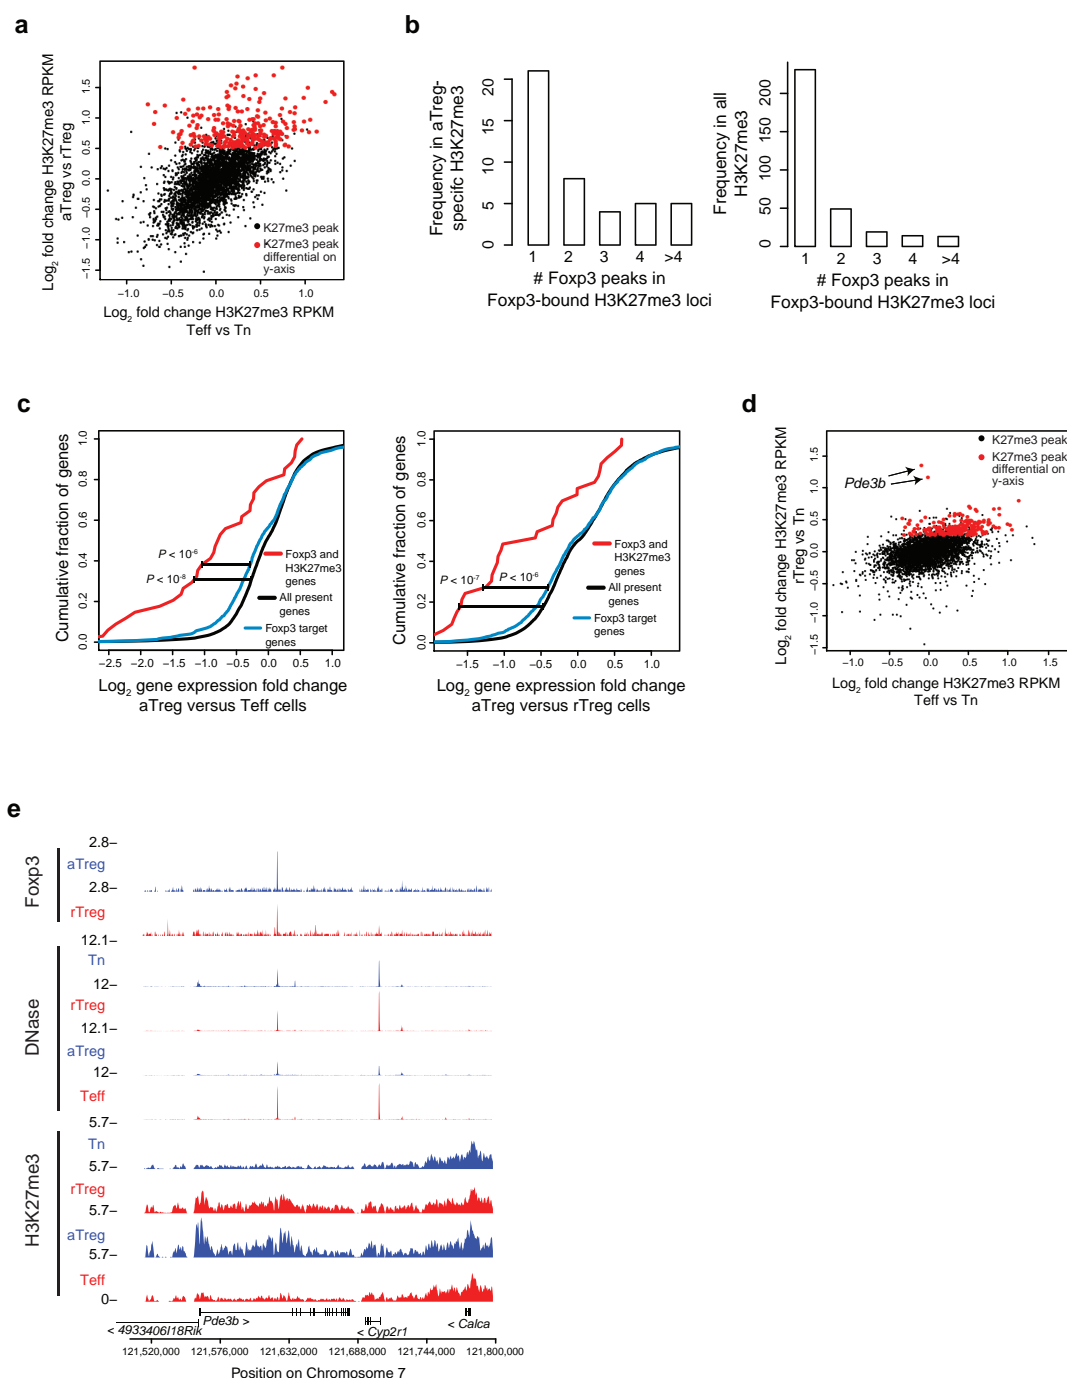 a
Log2 fold change H3K27me3 RPKM
aTreg vs rTreg
1.5
1.0
0.5
0.0
−0.5
−1.0
−1.5
K27me3 peak
K27me3 peak
differential on
y-axis
−1.0
−0.5
0.0
0.5
1.0
Log2 fold change H3K27me3 RPKM
Teff vs Tn
b
Frequency in aTreg-
specifc H3K27me3
20
15
10
5
0
1 2 3 4 >4
# Foxp3 peaks in
Foxp3-bound H3K27me3 loci
Frequency in all
H3K27me3
200
150
100
50
0
1 2 3 4 >4
# Foxp3 peaks in
Foxp3-bound H3K27me3 loci
c
Cumulative fraction of genes
1.0
0.8
0.6
0.4
0.2
0.0
P < 10-6
P < 10-8
Foxp3 and
H3K27me3
genes
All present
genes
Foxp3 target
genes
−2.5 −2.0 −1.5 −1.0 −0.5 0.0 0.5 1.0
Log2 gene expression fold change
aTreg versus Teff cells
Cumulative fraction of genes
1.0
0.8
0.6
0.4
0.2
0.0
P < 10-7
P < 10-6
Foxp3 and
H3K27me3
genes
All present
genes
Foxp3 target
genes
−1.5 −1.0 −0.5 0.0 0.5 1.0
Log2 gene expression fold change
aTreg versus rTreg cells
d
Log2 fold change H3K27me3 RPKM
rTreg vs Tn
1.5
1.0
0.5
0.0
−0.5
−1.0
−1.5
K27me3 peak
K27me3 peak
differential on
y-axis
Pde3b
−1.0 −0.5 0.0 0.5 1.0 1.5
Log2 fold change H3K27me3 RPKM
Teff vs Tn
e
Foxp3
2.8–
aTreg
2.8–
rTreg
12.1–
DNase
Tn
12–
rTreg
12.1–
aTreg
12–
Teff
5.7–
H3K27me3
Tn
5.7–
rTreg
5.7–
aTreg
5.7–
Teff
0–
Pde3b >
< 4933406I18Rik
< Cyp2r1
< Calca
121,520,000 121,576,000 121,632,000 121,688,000 121,744,000 121,800,000
Position on Chromosome 7